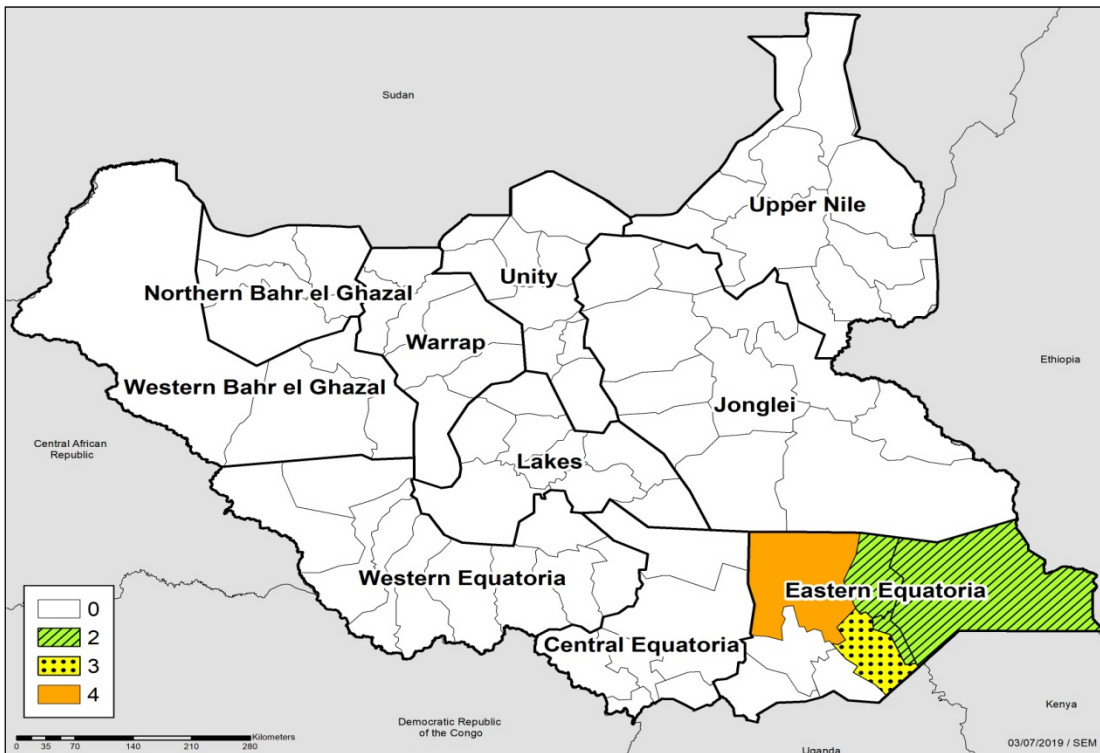 Sudan
Upper Nile
Unity
Northern Bahr el Ghazal
Warrap
Ethiopia
Western Bahr el Ghazal
Jonglei
Central African
Republic
Lakes
Western Equatoria
Eastern Equatoria
Central Equatoria
0
2
3
4
Kenya
Democratic Republic
of the Congo
Uganda
Kilometers
0 35 70 140 210 280
03/07/2019 / SEM